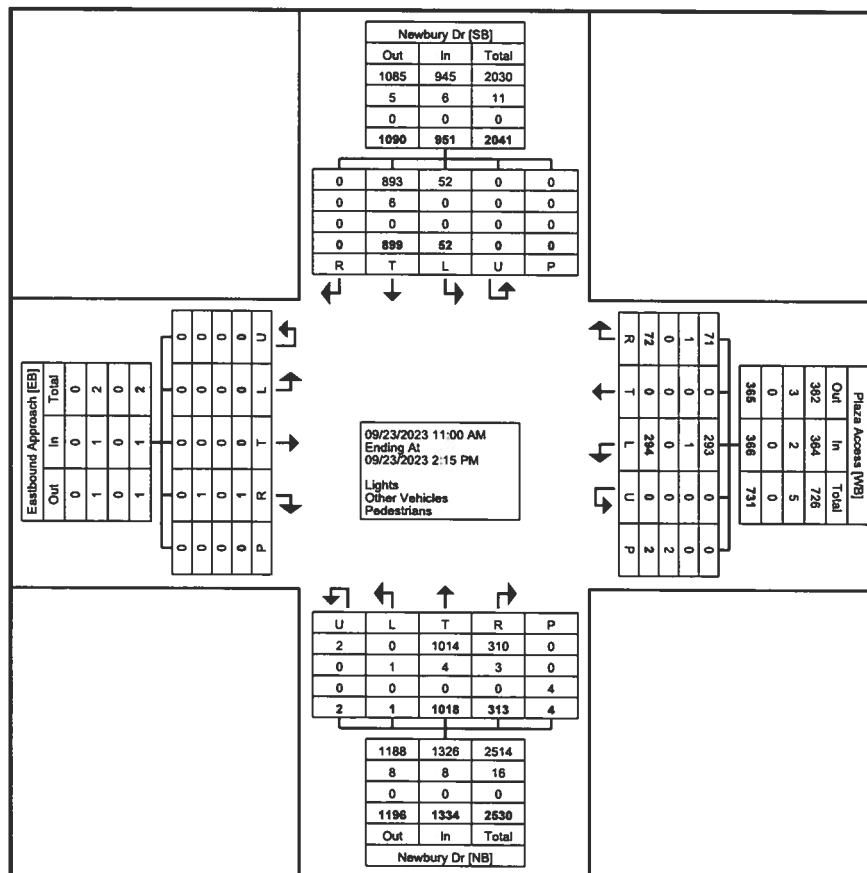 Newbury Dr [SB]
Out In Total
1085 945 2030
5 6 11
0 0 0
1090 951 2041
0 893 52 0 0
0 6 0 0 0
0 0 0 0 0
0 899 52 0 0
R T L U P
Eastbound Approach [EB]
Total In Out
0 0 0
2 1 1
0 0 0
2 1 1
0 0 0 0 0
0 0 0 1 0
0 0 0 0 0
0 0 0 1 0
U L T R P
09/23/2023 11:00 AM
Ending At
09/23/2023 2:15 PM
Lights
Other Vehicles
Pedestrians
R T L U P
72 0 294 0 2
0 0 0 0 2
1 0 1 0 0
71 0 293 0 0
Plaza Access [WB]
Out In Total
362 364 726
3 2 5
0 0 0
365 366 731
U L T R P
2 0 1014 310 0
0 1 4 3 0
0 0 0 0 4
2 1 1018 313 4
1188 1326 2514
8 8 16
0 0 0
1196 1334 2530
Out In Total
Newbury Dr [NB]